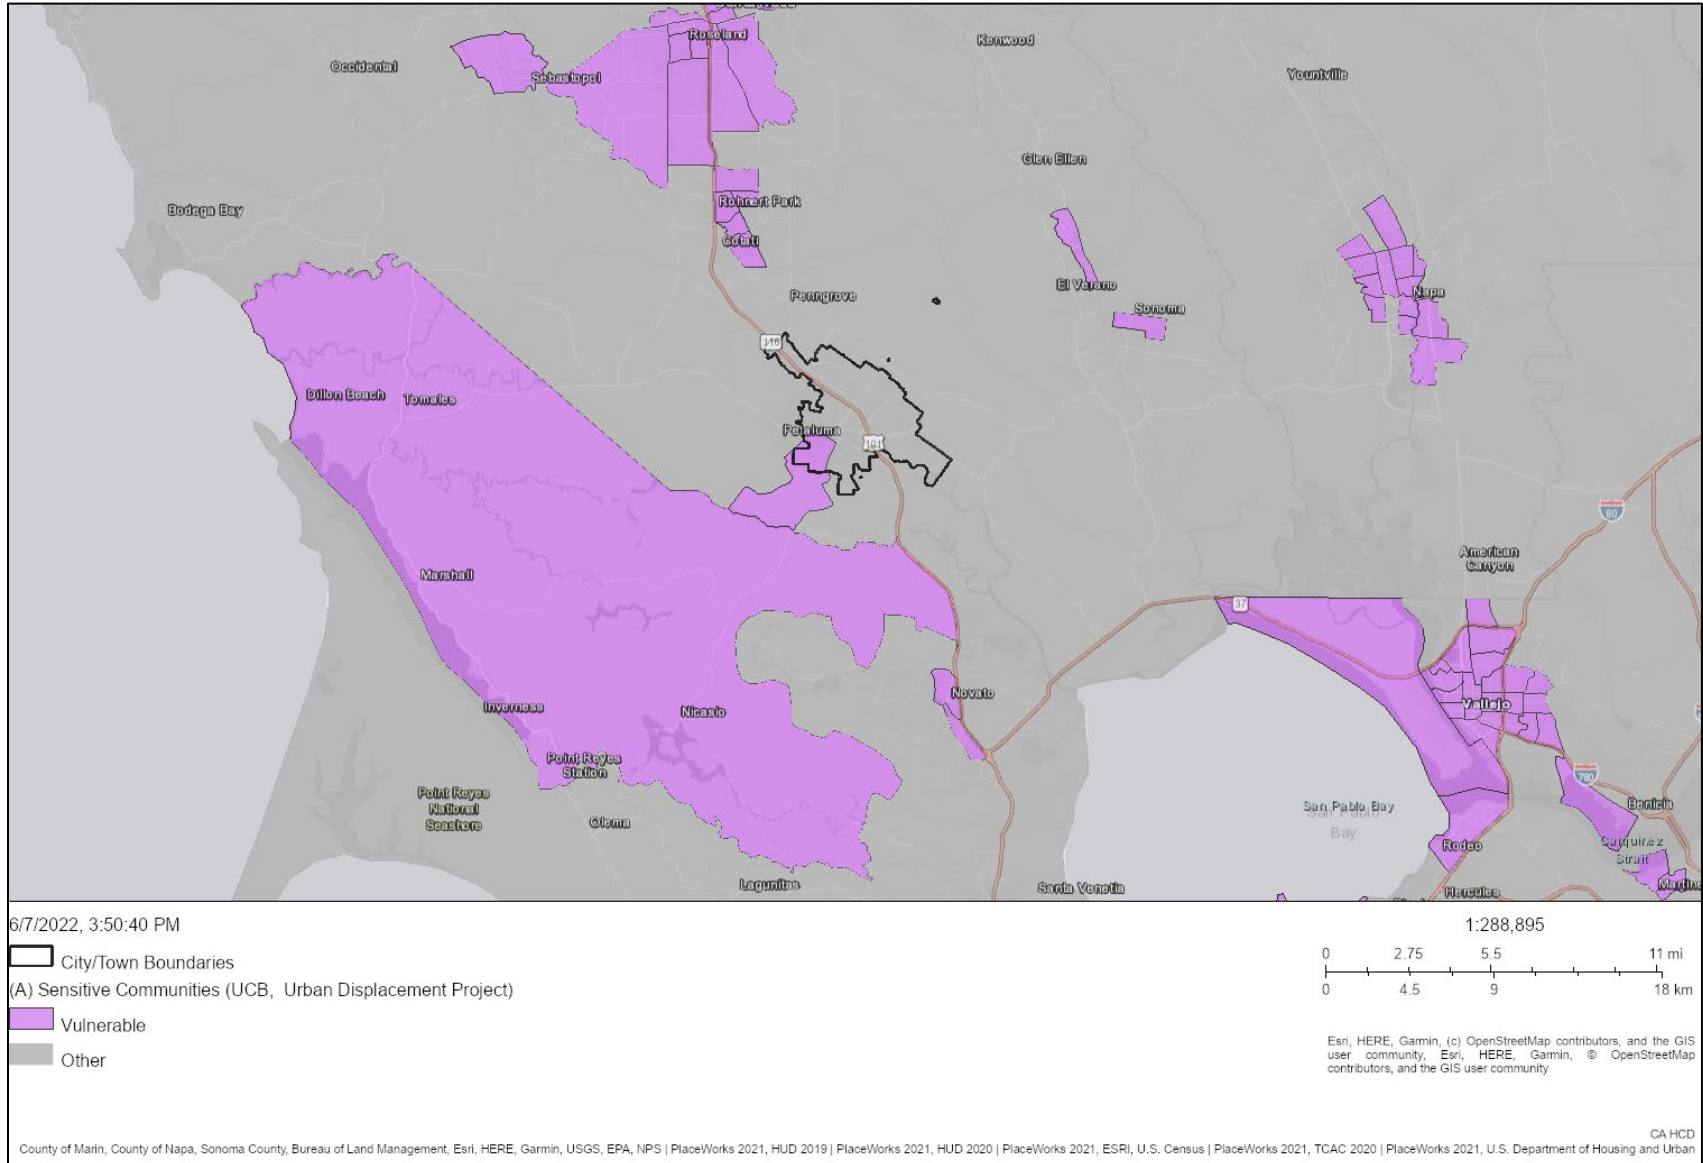 Roseland
Kenwood
Occidental
Sebastopol
Yountville
Glen Ellen
Rohnert Park
Bodega Bay
Cotati
El Verano
Napa
Penngrove
Sonoma
116
Dillon Beach
Tomales
Petaluma
101
80
American
Canyon
Marshall
37
Novato
Vallejo
Inverness
Nicasio
Point Reyes
Station
780
Point Reyes
National
Seashore
Olema
San Pablo Bay
San Pablo
Bay
Benicia
Carquinez
Strait
Rodeo
Lagunitas
Santa Venetia
Hercules
6/7/2022, 3:50:40 PM
1:288,895
City/Town Boundaries
0 2.75 5.5 11 mi
0 4.5 9 18 km
(A) Sensitive Communities (UCB, Urban Displacement Project)
Vulnerable
Other
Esri, HERE, Garmin, (c) OpenStreetMap contributors, and the GIS
user community, Esri, HERE, Garmin, © OpenStreetMap
contributors, and the GIS user community
CA HCD
County of Marin, County of Napa, Sonoma County, Bureau of Land Management, Esri, HERE, Garmin, USGS, EPA, NPS | PlaceWorks 2021, HUD 2019 | PlaceWorks 2021, HUD 2020 | PlaceWorks 2021, ESRI, U.S. Census | PlaceWorks 2021, TCAC 2020 | PlaceWorks 2021, U.S. Department of Housing and Urban